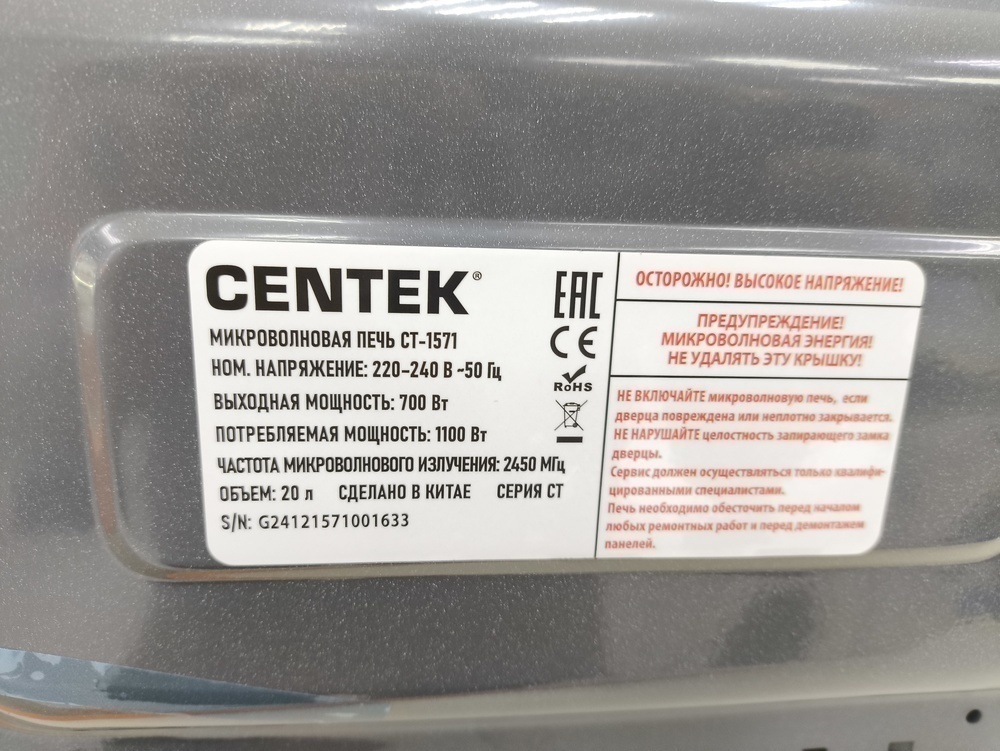 CENTEK®
МИКРОВОЛНОВАЯ ПЕЧЬ CT-1571
НОМ. НАПРЯЖЕНИЕ: 220-240 В ~50 Гц
ВЫХОДНАЯ МОЩНОСТЬ: 700 Вт
ПОТРЕБЛЯЕМАЯ МОЩНОСТЬ: 1100 Вт
ЧАСТОТА МИКРОВОЛНОВОГО ИЗЛУЧЕНИЯ: 2450 МГц
ОБЪЕМ: 20 л СДЕЛАНО В КИТАЕ СЕРИЯ СТ
S/N: G24121571001633
EAC
CE
RoHS
ОСТОРОЖНО! ВЫСОКОЕ НАПРЯЖЕНИЕ!
ПРЕДУПРЕЖДЕНИЕ!
МИКРОВОЛНОВАЯ ЭНЕРГИЯ!
НЕ УДАЛЯТЬ ЭТУ КРЫШКУ!
НЕ ВКЛЮЧАЙТЕ микроволновую печь, если
дверца повреждена или неплотно закрывается.
НЕ НАРУШАЙТЕ целостность запирающего замка
дверцы.
Сервис должен осуществляться только квалифи-
цированными специалистами.
Печь необходимо обесточить перед началом
любых ремонтных работ и перед демонтажем
панелей.